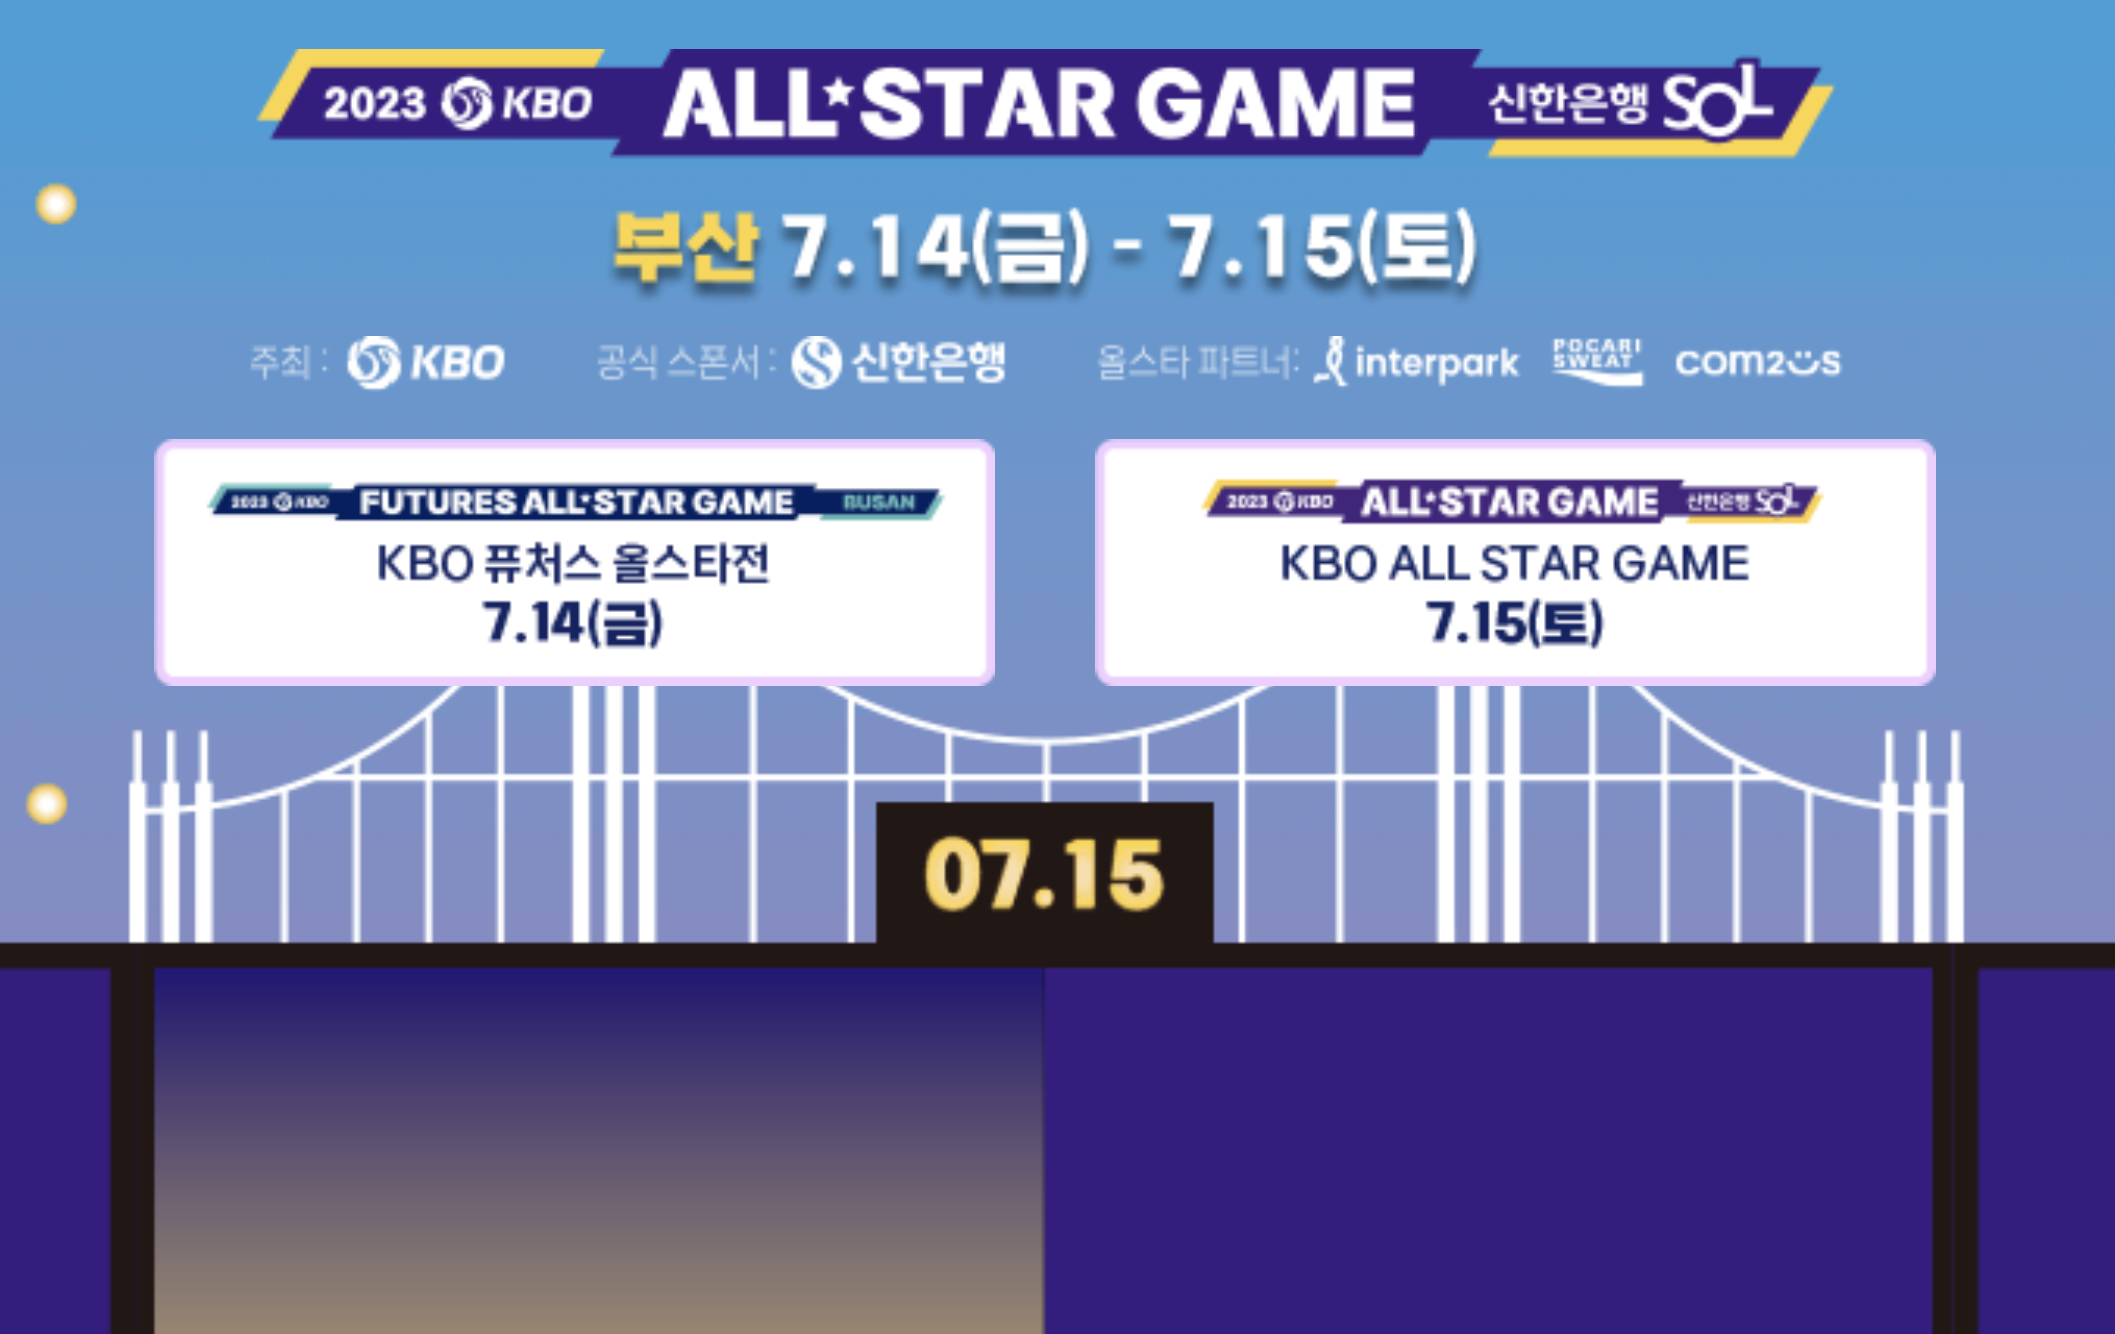 2023 KBO ALL★STAR GAME 신한은행 SOL
부산 7.14(금) - 7.15(토)
주최 : KBO 공식 스폰서 : 신한은행 올스타 파트너: interpark POCARI SWEAT com2us
2023 KBO FUTURES ALL★STAR GAME BUSAN
KBO 퓨처스 올스타전
7.14(금)
2023 KBO ALL★STAR GAME 신한은행 SOL
KBO ALL STAR GAME
7.15(토)
07.15